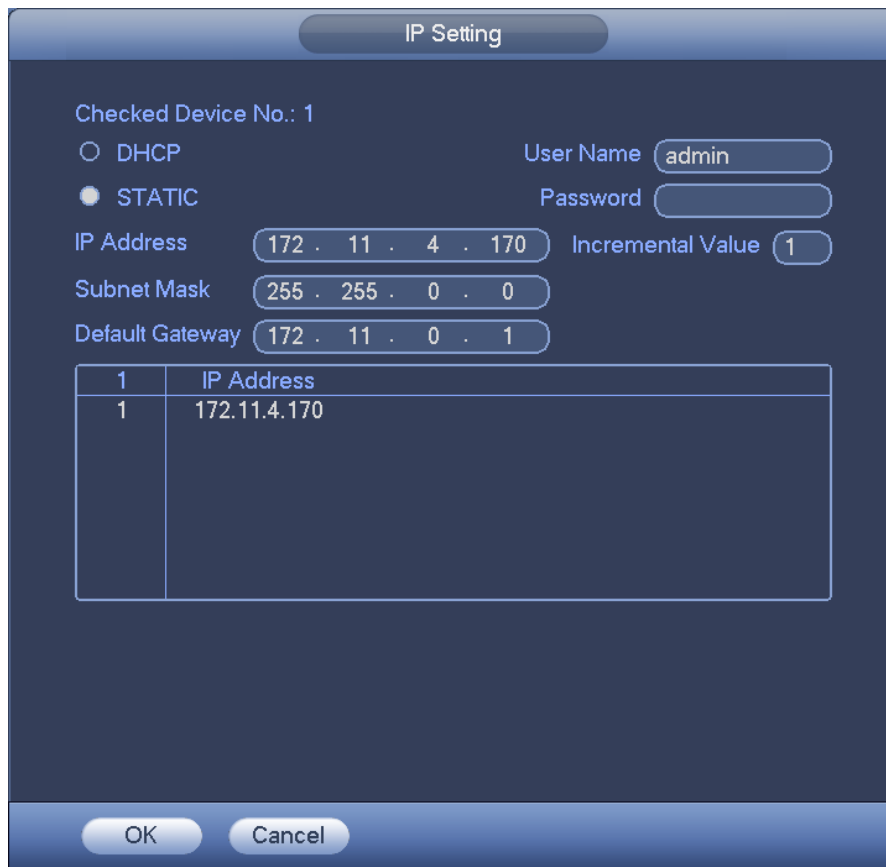 IP Setting
Checked Device No.: 1
DHCP User Name admin
STATIC Password
IP Address 172 . 11 . 4 . 170 Incremental Value 1
Subnet Mask 255 . 255 . 0 . 0
Default Gateway 172 . 11 . 0 . 1
1 IP Address
1 172.11.4.170
OK Cancel